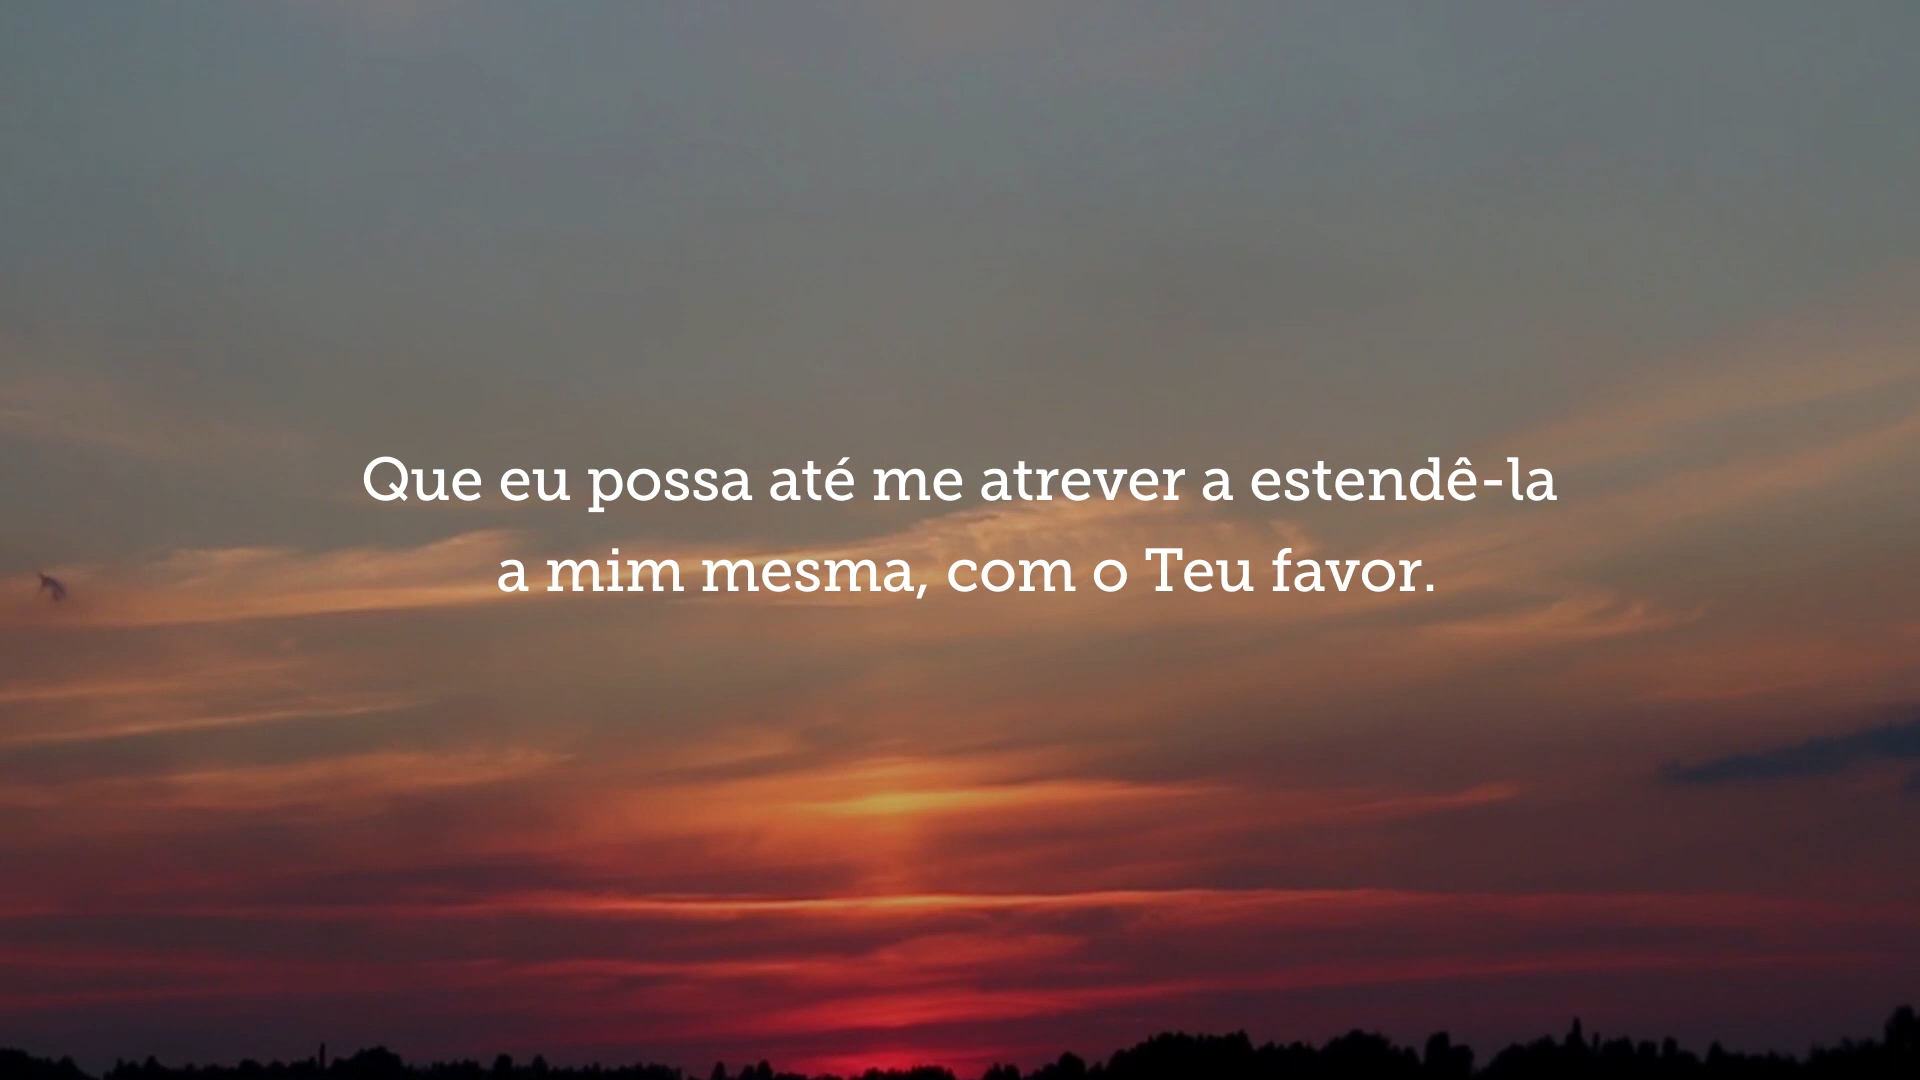 Que eu possa até me atrever a estendê-la
a mim mesma, com o Teu favor.